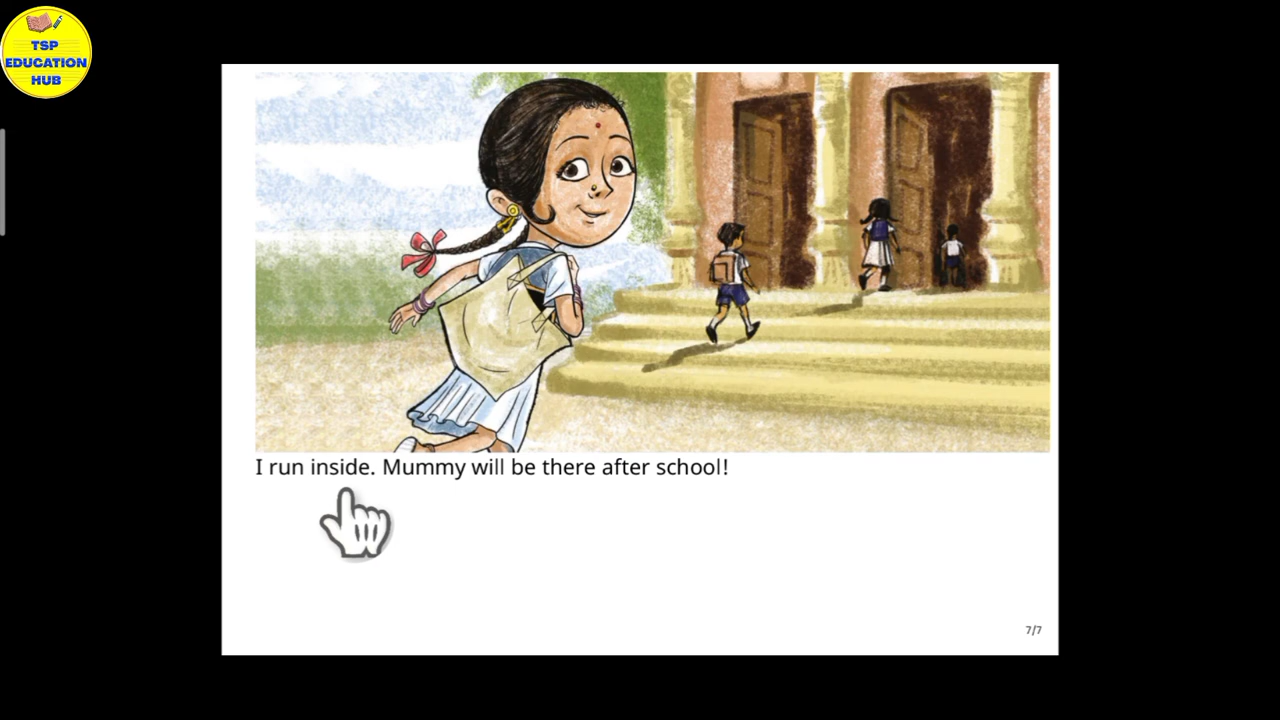 TSP
EDUCATION
HUB
I run inside. Mummy will be there after school!
7/7